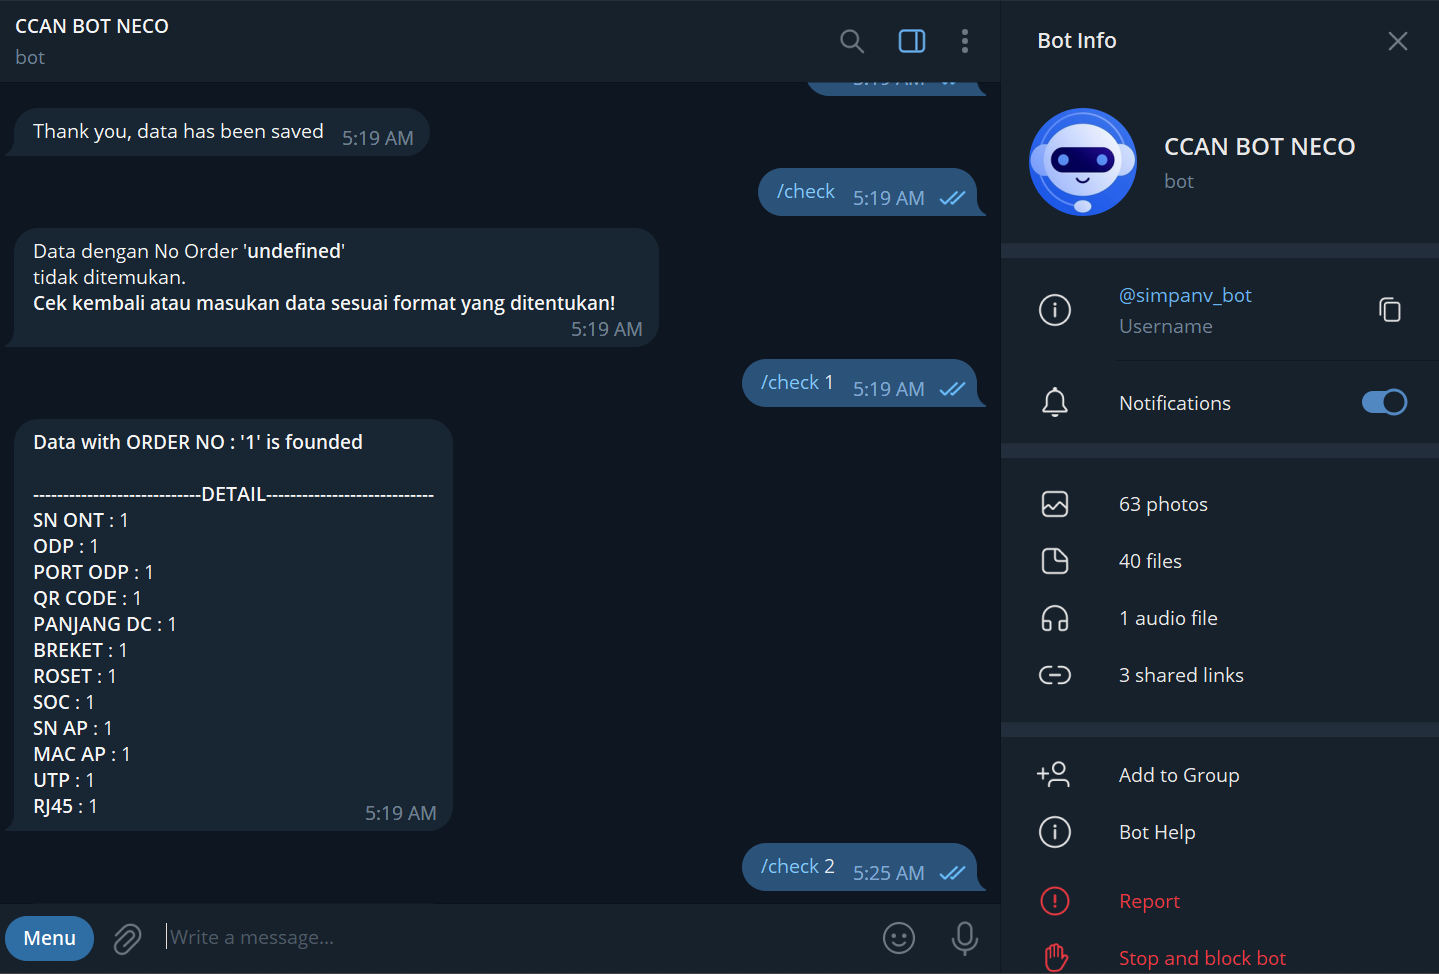 CCAN BOT NECO
bot
5:19 AM
Thank you, data has been saved 5:19 AM
/check 5:19 AM
Data dengan No Order 'undefined'
tidak ditemukan.
Cek kembali atau masukan data sesuai format yang ditentukan!
5:19 AM
/check 1 5:19 AM
Data with ORDER NO : '1' is founded
----------------------------DETAIL----------------------------
SN ONT : 1
ODP : 1
PORT ODP : 1
QR CODE : 1
PANJANG DC : 1
BREKET : 1
ROSET : 1
SOC : 1
SN AP : 1
MAC AP : 1
UTP : 1
RJ45 : 1
5:19 AM
/check 2 5:25 AM
Menu
Write a message...
Bot Info
CCAN BOT NECO
bot
@simpanv_bot
Username
Notifications
63 photos
40 files
1 audio file
3 shared links
Add to Group
Bot Help
Report
Stop and block bot